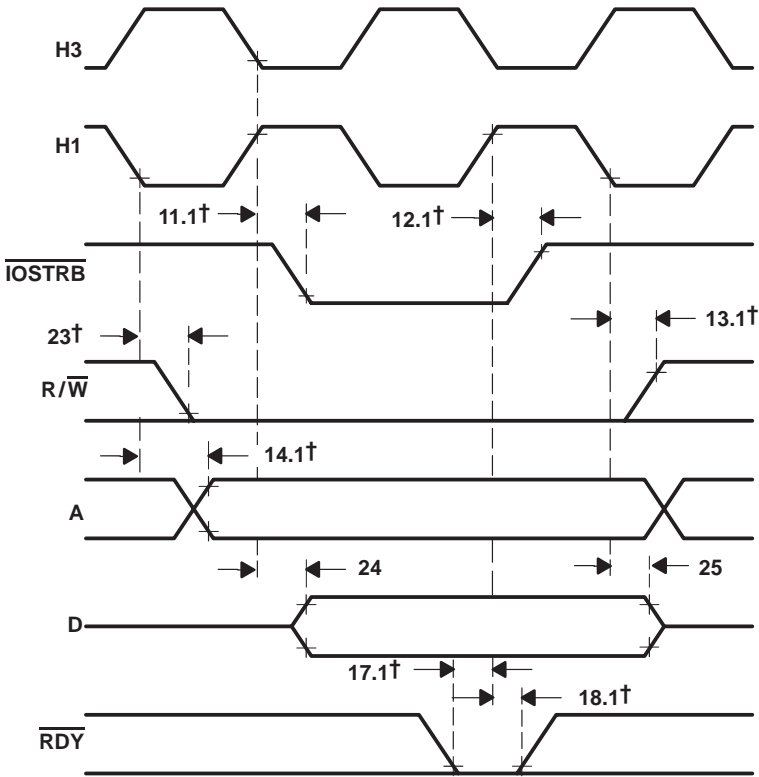 H3
H1
11.1†
12.1†
IOSTRB
23†
13.1†
R/W
14.1†
A
24
25
D
17.1†
18.1†
RDY